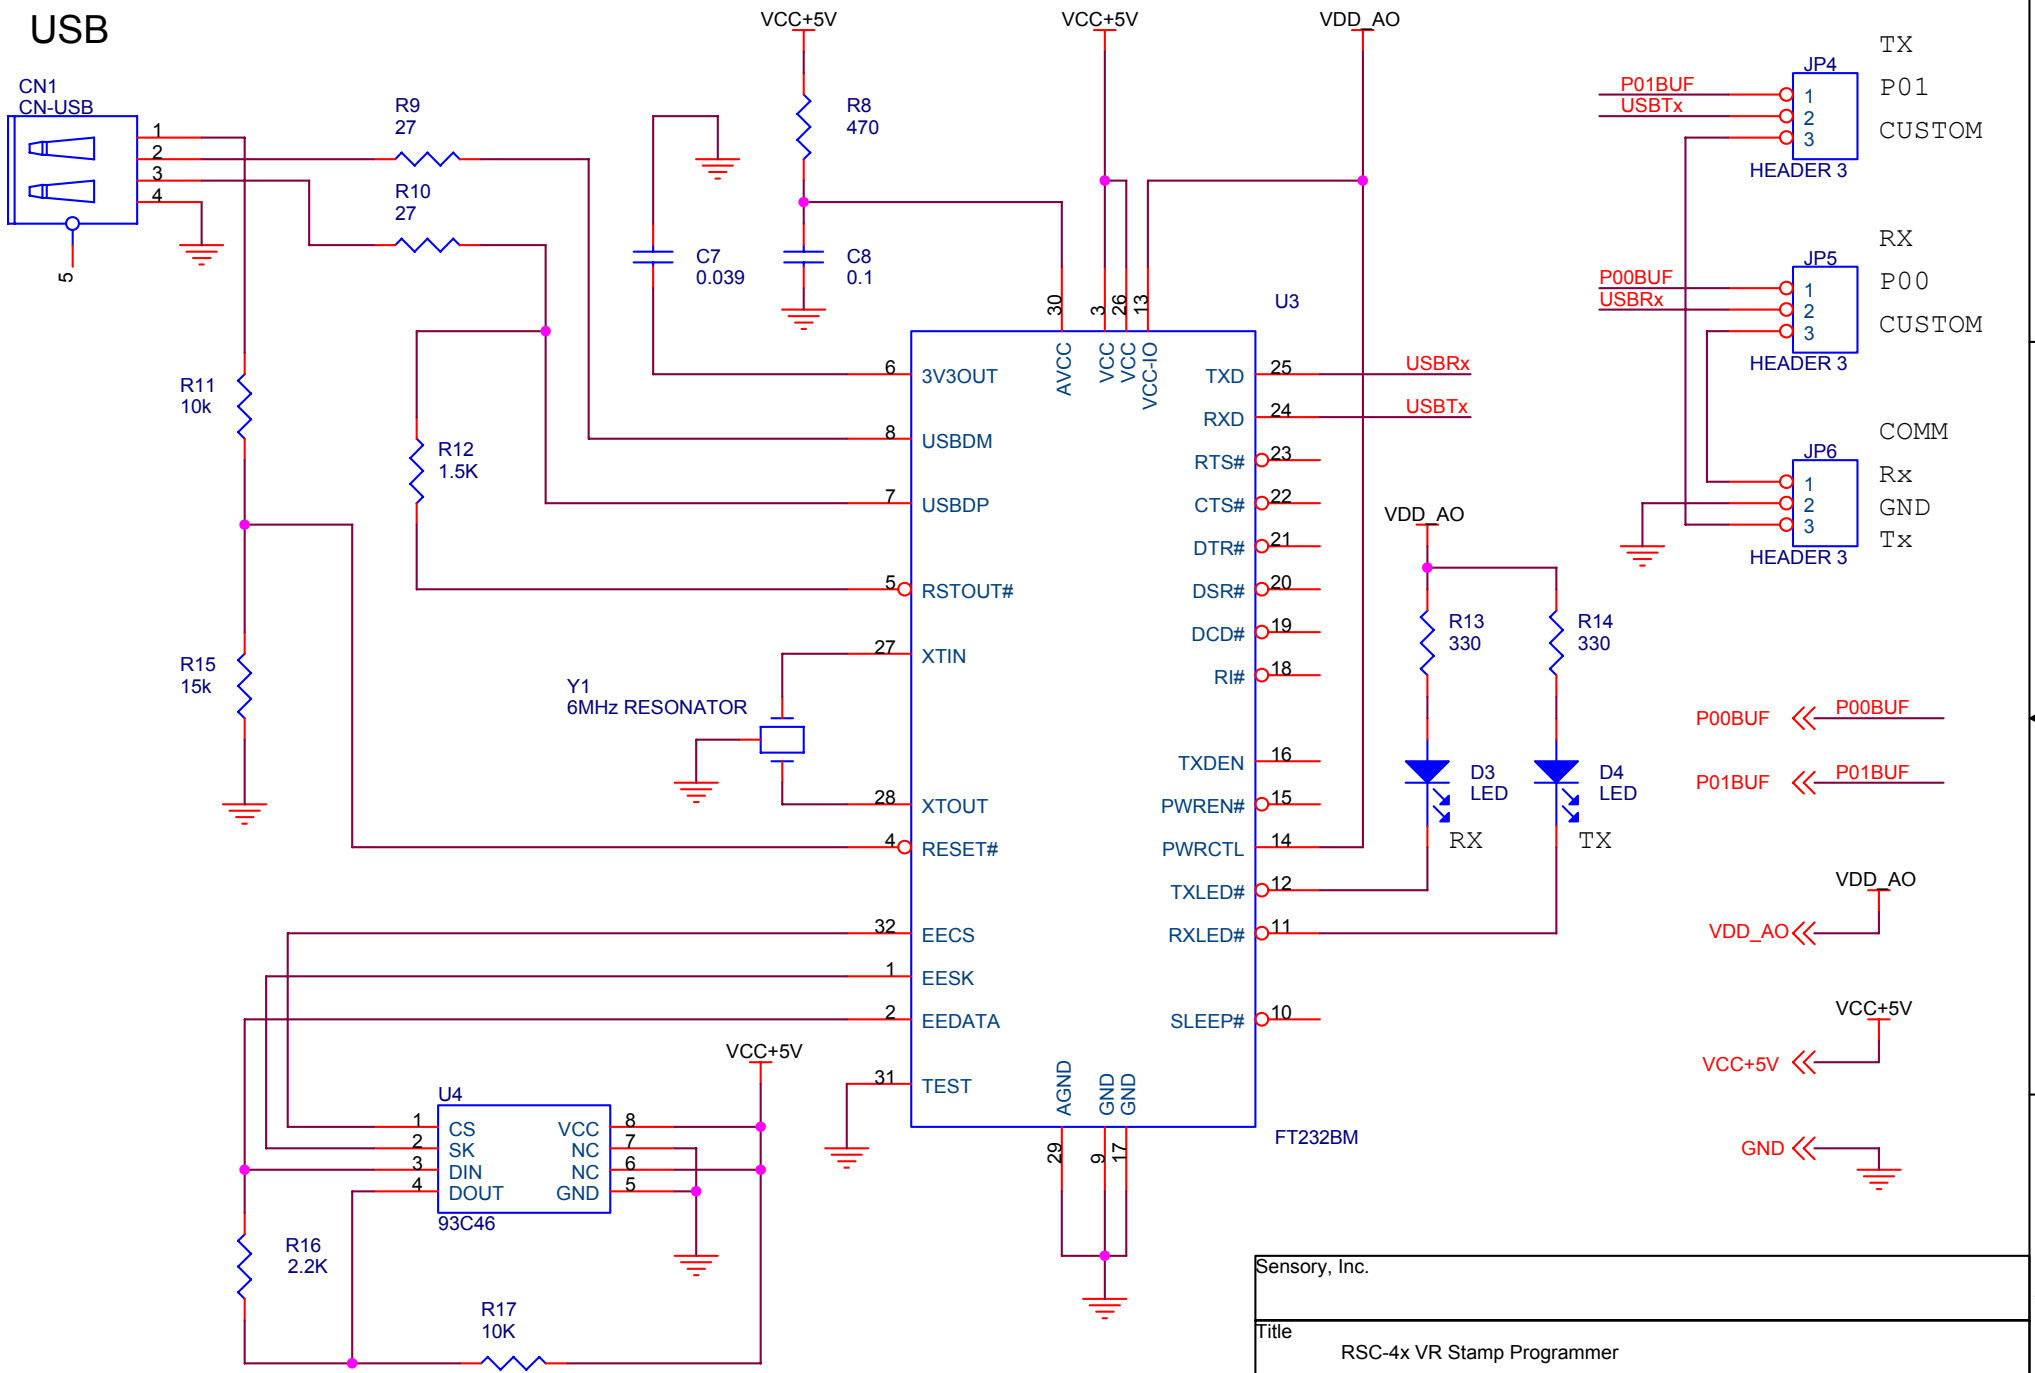 USB
CN1
CN-USB
1
2
3
4
5
R9
27
R10
27
R11
10k
R15
15k
R12
1.5K
VCC+5V
R8
470
C7
0.039
C8
0.1
VCC+5V
VDD_AO
Y1
6MHz RESONATOR
U3
30
3
26
13
AVCC
VCC
VCC
VCC-IO
6
3V3OUT
8
USBDM
7
USBDP
5
RSTOUT#
27
XTIN
28
XTOUT
4
RESET#
32
EECS
1
EESK
2
EEDATA
31
TEST
TXD
25
USBRx
RXD
24
USBTx
RTS#
23
CTS#
22
DTR#
21
DSR#
20
DCD#
19
RI#
18
TXDEN
16
PWREN#
15
PWRCTL
14
TXLED#
12
RXLED#
11
SLEEP#
10
AGND
GND
GND
29
9
17
FT232BM
VDD_AO
R13
330
R14
330
D3
LED
RX
D4
LED
TX
TX
JP4
P01BUF
USBTx
1
2
3
P01
CUSTOM
HEADER 3
RX
JP5
P00BUF
USBRx
1
2
3
P00
CUSTOM
HEADER 3
COMM
JP6
1
2
3
Rx
GND
Tx
HEADER 3
P00BUF
P00BUF
P01BUF
P01BUF
VDD_AO
VDD_AO
VCC+5V
VCC+5V
GND
VCC+5V
U4
1
2
3
4
CS
SK
DIN
DOUT
VCC
NC
NC
GND
8
7
6
5
93C46
R16
2.2K
R17
10K
Sensory, Inc.
Title
RSC-4x VR Stamp Programmer